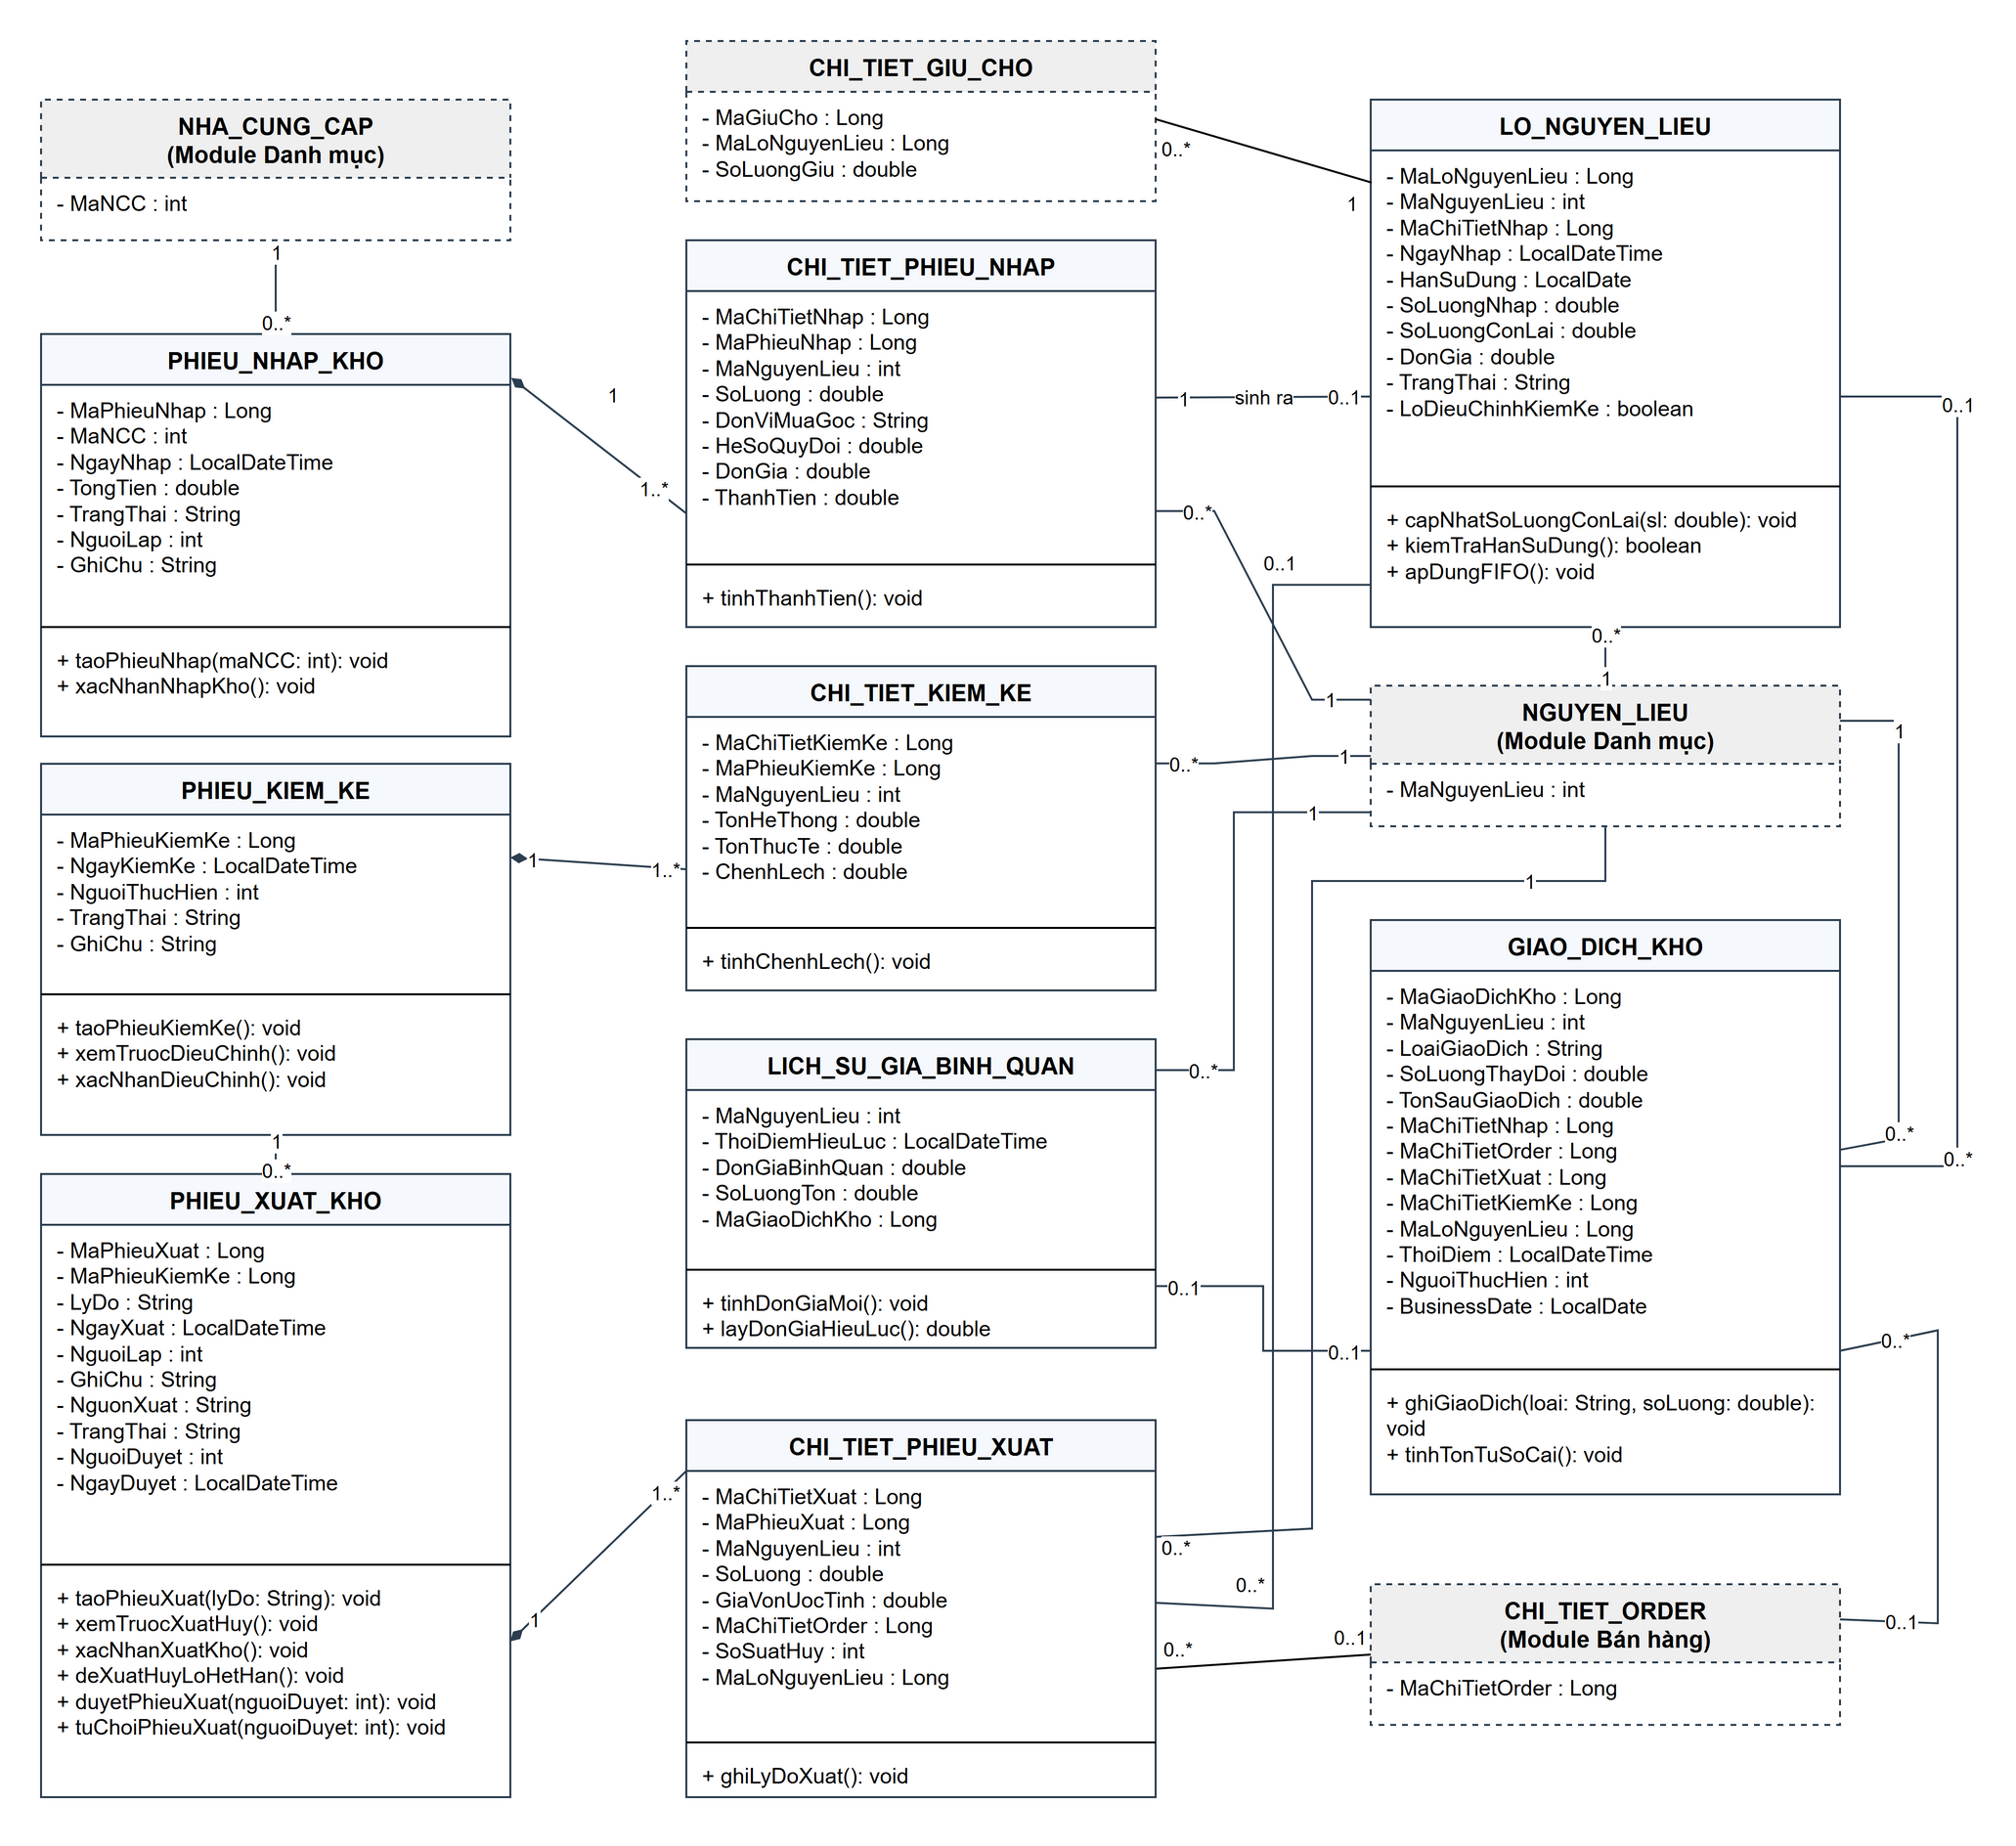 NHA_CUNG_CAP
(Module Danh mục)
- MaNCC : int
1
0..*
PHIEU_NHAP_KHO
- MaPhieuNhap : Long
- MaNCC : int
- NgayNhap : LocalDateTime
- TongTien : double
- TrangThai : String
- NguoiLap : int
- GhiChu : String
+ taoPhieuNhap(maNCC: int): void
+ xacNhanNhapKho(): void
1
1..*
PHIEU_KIEM_KE
- MaPhieuKiemKe : Long
- NgayKiemKe : LocalDateTime
- NguoiThucHien : int
- TrangThai : String
- GhiChu : String
+ taoPhieuKiemKe(): void
+ xemTruocDieuChinh(): void
+ xacNhanDieuChinh(): void
1
1..*
1
0..*
PHIEU_XUAT_KHO
- MaPhieuXuat : Long
- MaPhieuKiemKe : Long
- LyDo : String
- NgayXuat : LocalDateTime
- NguoiLap : int
- GhiChu : String
- NguonXuat : String
- TrangThai : String
- NguoiDuyet : int
- NgayDuyet : LocalDateTime
+ taoPhieuXuat(lyDo: String): void
+ xemTruocXuatHuy(): void
+ xacNhanXuatKho(): void
+ deXuatHuyLoHetHan(): void
+ duyetPhieuXuat(nguoiDuyet: int): void
+ tuChoiPhieuXuat(nguoiDuyet: int): void
1
1..*
CHI_TIET_GIU_CHO
- MaGiuCho : Long
- MaLoNguyenLieu : Long
- SoLuongGiu : double
0..*
1
CHI_TIET_PHIEU_NHAP
- MaChiTietNhap : Long
- MaPhieuNhap : Long
- MaNguyenLieu : int
- SoLuong : double
- DonViMuaGoc : String
- HeSoQuyDoi : double
- DonGia : double
- ThanhTien : double
+ tinhThanhTien(): void
1
sinh ra
0..1
0..*
1
0..1
CHI_TIET_KIEM_KE
- MaChiTietKiemKe : Long
- MaPhieuKiemKe : Long
- MaNguyenLieu : int
- TonHeThong : double
- TonThucTe : double
- ChenhLech : double
+ tinhChenhLech(): void
0..*
1
LICH_SU_GIA_BINH_QUAN
- MaNguyenLieu : int
- ThoiDiemHieuLuc : LocalDateTime
- DonGiaBinhQuan : double
- SoLuongTon : double
- MaGiaoDichKho : Long
+ tinhDonGiaMoi(): void
+ layDonGiaHieuLuc(): double
0..*
1
0..1
0..1
CHI_TIET_PHIEU_XUAT
- MaChiTietXuat : Long
- MaPhieuXuat : Long
- MaNguyenLieu : int
- SoLuong : double
- GiaVonUocTinh : double
- MaChiTietOrder : Long
- SoSuatHuy : int
- MaLoNguyenLieu : Long
+ ghiLyDoXuat(): void
0..*
1
0..*
0..*
0..1
LO_NGUYEN_LIEU
- MaLoNguyenLieu : Long
- MaNguyenLieu : int
- MaChiTietNhap : Long
- NgayNhap : LocalDateTime
- HanSuDung : LocalDate
- SoLuongNhap : double
- SoLuongConLai : double
- DonGia : double
- TrangThai : String
- LoDieuChinhKiemKe : boolean
+ capNhatSoLuongConLai(sl: double): void
+ kiemTraHanSuDung(): boolean
+ apDungFIFO(): void
0..1
0..*
1
NGUYEN_LIEU
(Module Danh mục)
- MaNguyenLieu : int
1
GIAO_DICH_KHO
- MaGiaoDichKho : Long
- MaNguyenLieu : int
- LoaiGiaoDich : String
- SoLuongThayDoi : double
- TonSauGiaoDich : double
- MaChiTietNhap : Long
- MaChiTietOrder : Long
- MaChiTietXuat : Long
- MaChiTietKiemKe : Long
- MaLoNguyenLieu : Long
- ThoiDiem : LocalDateTime
- NguoiThucHien : int
- BusinessDate : LocalDate
+ ghiGiaoDich(loai: String, soLuong: double):
void
+ tinhTonTuSoCai(): void
0..*
0..*
0..*
CHI_TIET_ORDER
(Module Bán hàng)
- MaChiTietOrder : Long
0..1